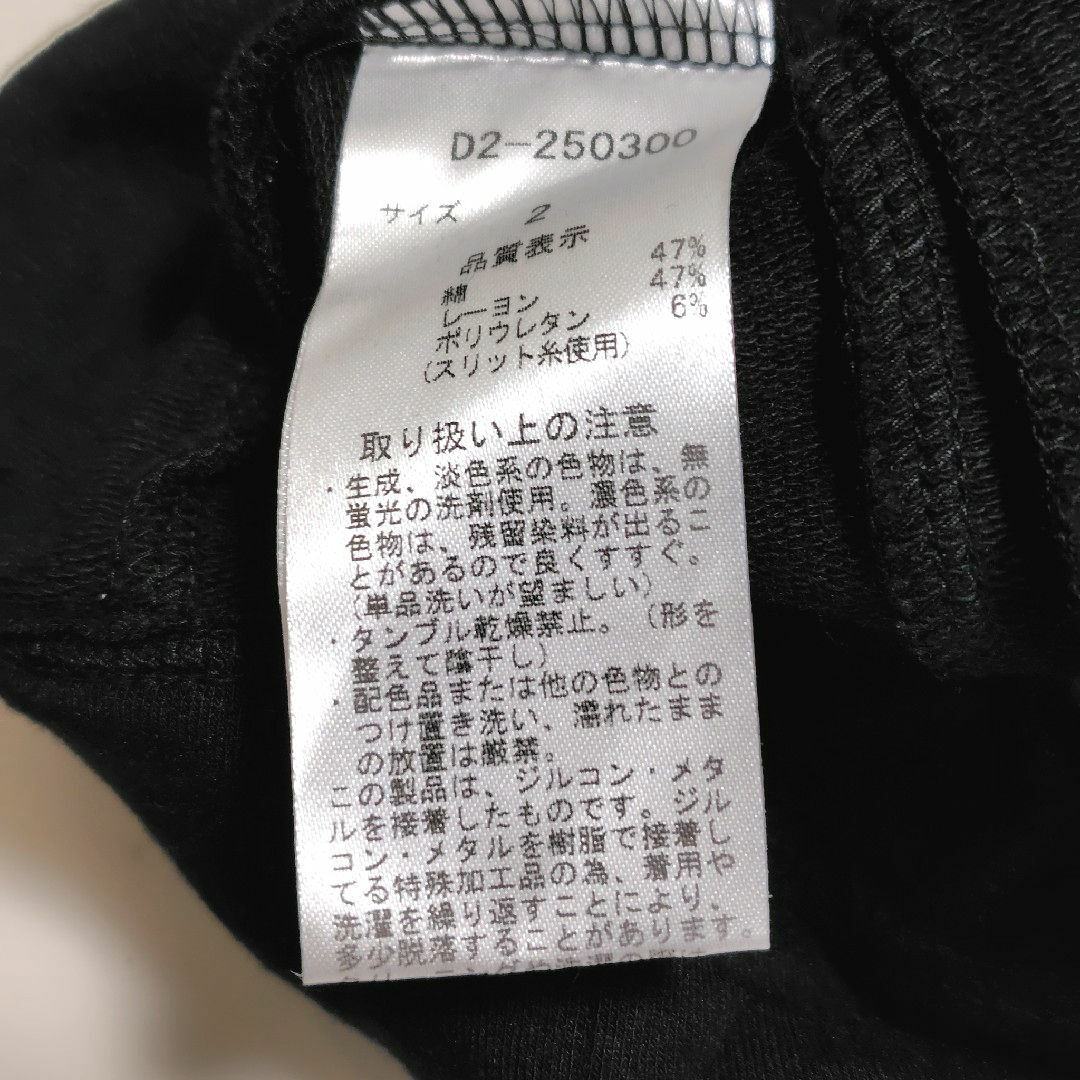 D2-250300
サイズ 2
品質表示
綿 47%
レーヨン 47%
ポリウレタン 6%
(スリット糸使用)
取り扱い上の注意
・生成、淡色系の色物は、無
蛍光の洗剤使用。濃色系の
色物は、残留染料が出るこ
とがあるので良くすすぐ。
(単品洗いが望ましい)
・タンブル乾燥禁止。(形を
整えて陰干し)
・配色品または他の色物との
つけ置き洗い、濡れたまま
の放置は厳禁。
この製品は、ジルコン・メタ
ルを接着したものです。ジル
コン・メタルを樹脂で接着し
てる特殊加工品の為、着用や
洗濯を繰り返すことにより、
多少脱落することがあります。